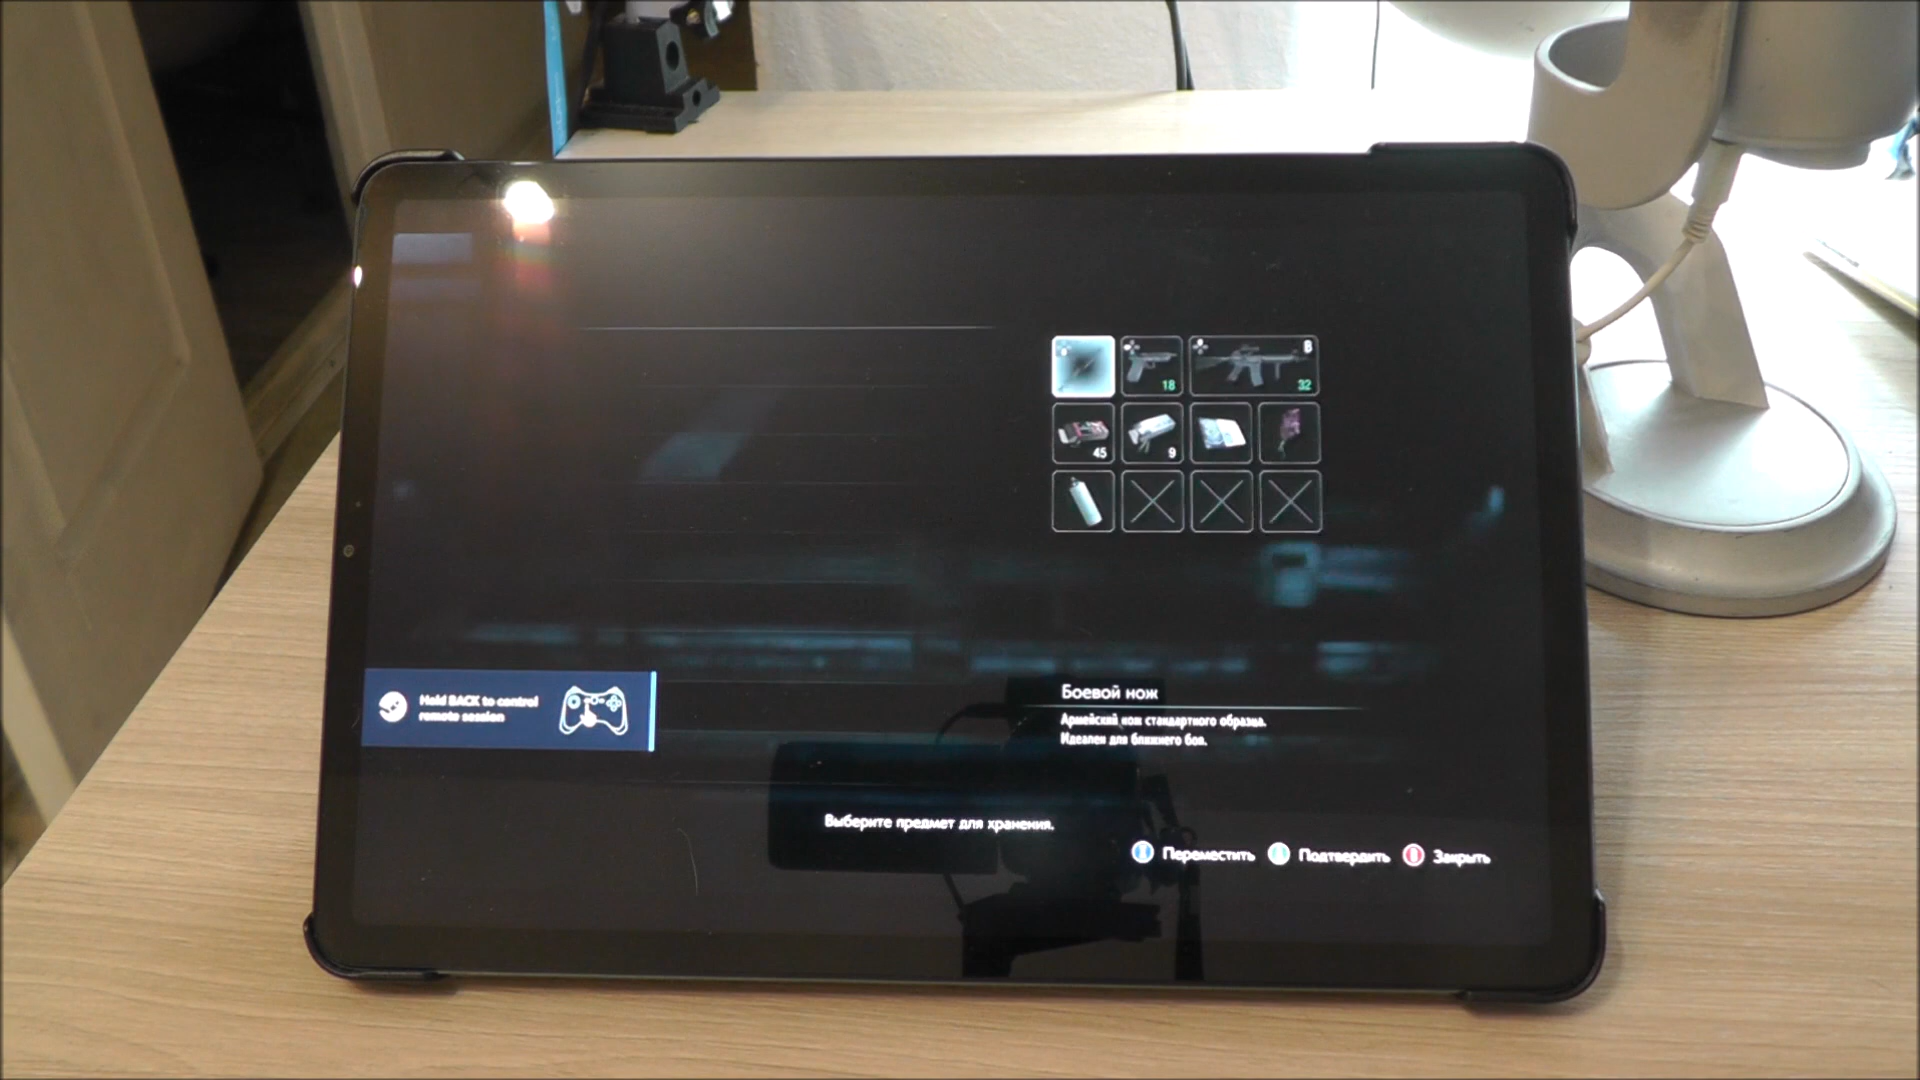 B
18
32
45
9
Hold BACK to control
remote session
Боевой нож
Армейский нож стандартного образца.
Идеален для ближнего боя.
Выберите предмет для хранения.
X Переместить A Подтвердить B Закрыть